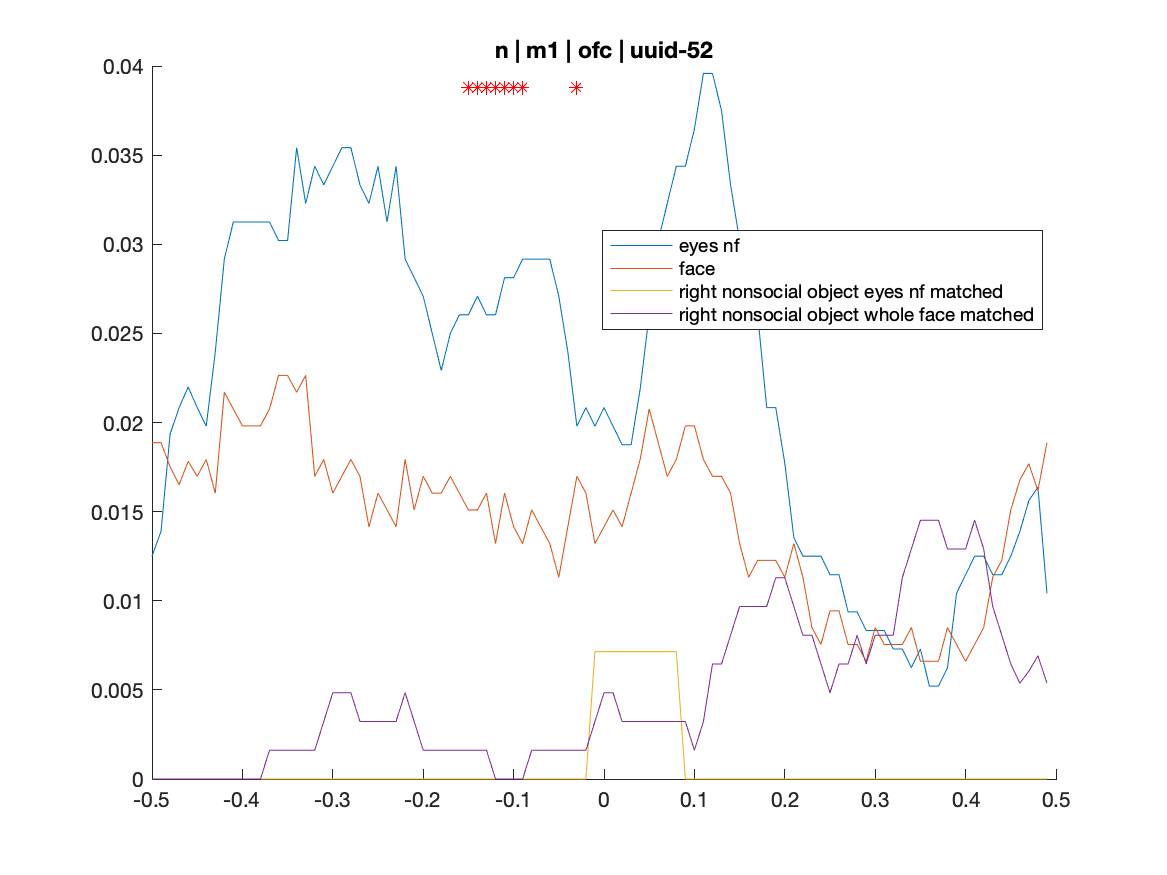 n | m1 | ofc | uuid-52
0.04
0.035
0.03
0.025
0.02
0.015
0.01
0.005
0
eyes nf
face
right nonsocial object eyes nf matched
right nonsocial object whole face matched
-0.5 -0.4 -0.3 -0.2 -0.1 0 0.1 0.2 0.3 0.4 0.5